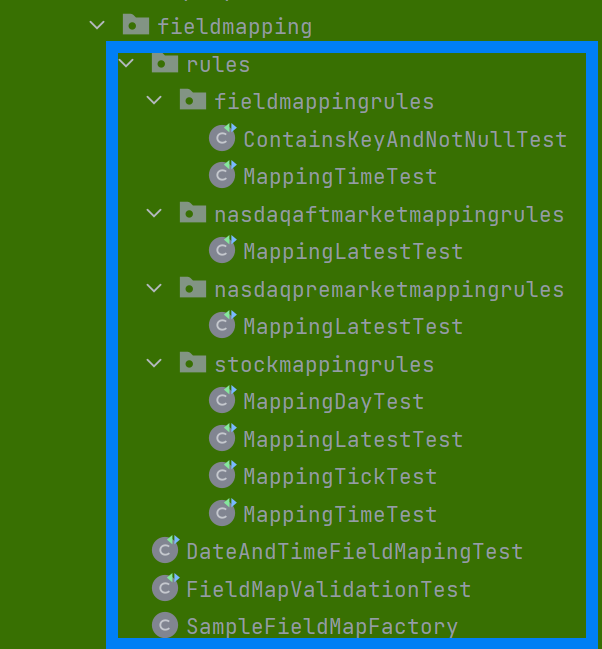 fieldmapping
rules
fieldmappingrules
ContainsKeyAndNotNullTest
MappingTimeTest
nasdaqaftmarketmappingrules
MappingLatestTest
nasdaqpremarketmappingrules
MappingLatestTest
stockmappingrules
MappingDayTest
MappingLatestTest
MappingTickTest
MappingTimeTest
DateAndTimeFieldMapingTest
FieldMapValidationTest
SampleFieldMapFactory